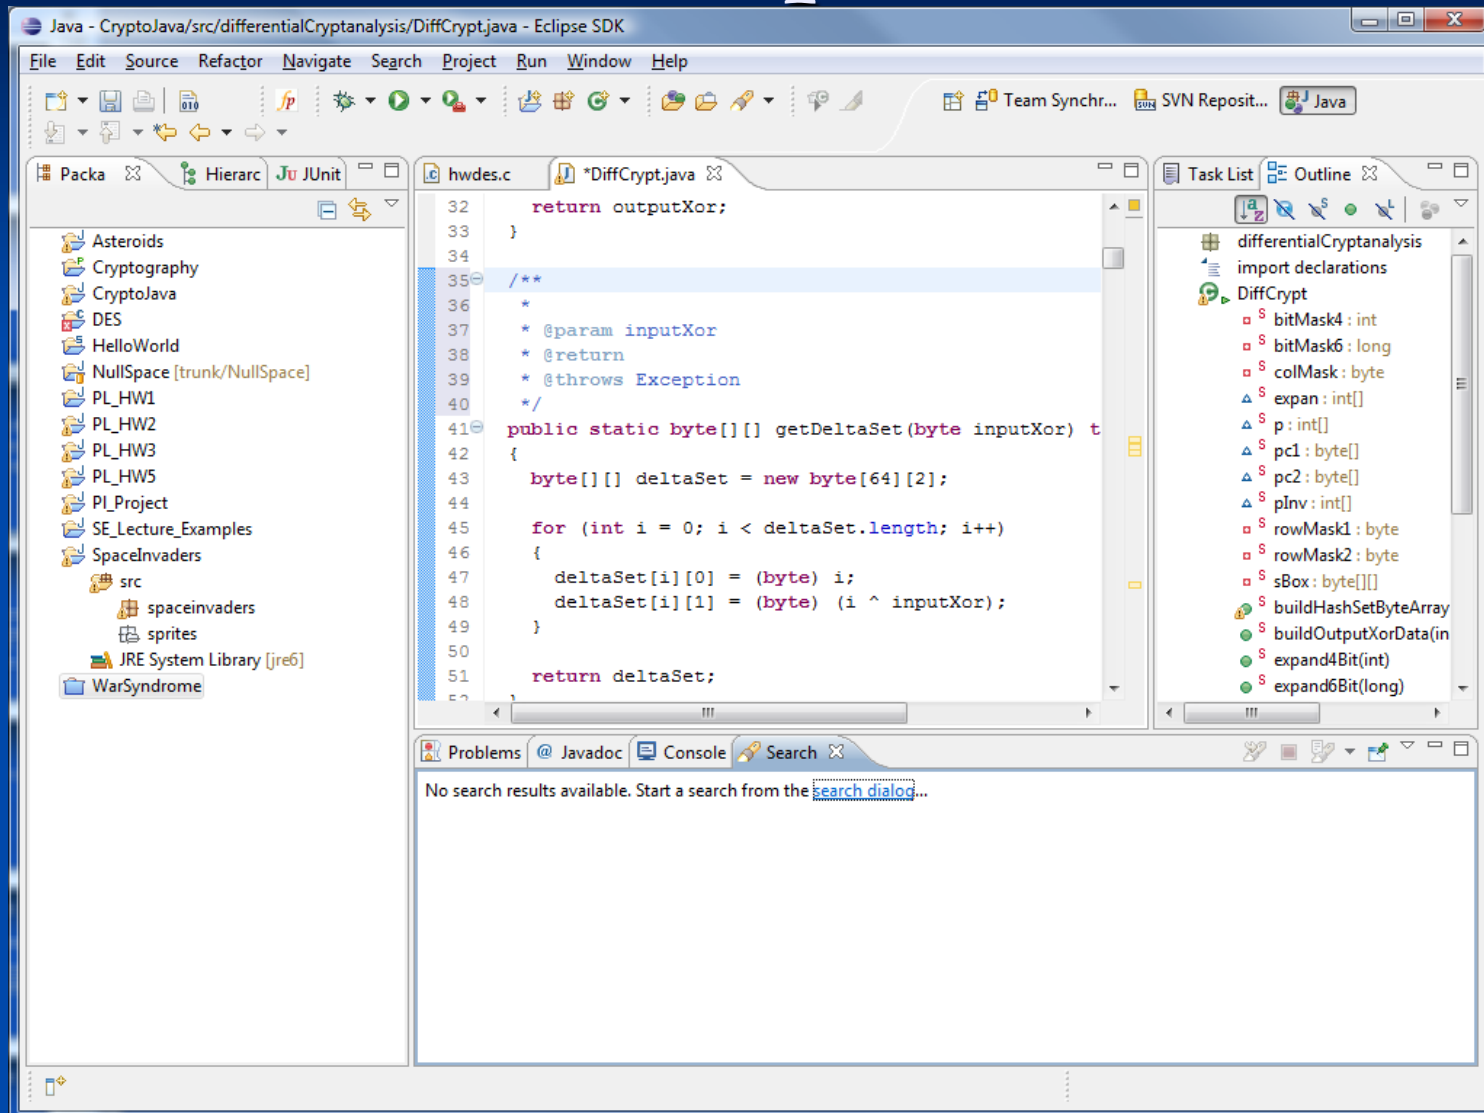 Java - CryptoJava/src/differentialCryptanalysis/DiffCrypt.java - Eclipse SDK
File Edit Source Refactor Navigate Search Project Run Window Help
Team Synchr... SVN Reposit... Java
Packa Hierarc JUnit
Asteroids
Cryptography
CryptoJava
DES
HelloWorld
NullSpace [trunk/NullSpace]
PL_HW1
PL_HW2
PL_HW3
PL_HW5
PI_Project
SE_Lecture_Examples
SpaceInvaders
src
spaceinvaders
sprites
JRE System Library [jre6]
WarSyndrome
hwdes.c *DiffCrypt.java
32 return outputXor;
33 }
34
35 /**
36 *
37 * @param inputXor
38 * @return
39 * @throws Exception
40 */
41 public static byte[][] getDeltaSet(byte inputXor) t
42 {
43 byte[][] deltaSet = new byte[64][2];
44
45 for (int i = 0; i < deltaSet.length; i++)
46 {
47 deltaSet[i][0] = (byte) i;
48 deltaSet[i][1] = (byte) (i ^ inputXor);
49 }
50
51 return deltaSet;
52 }
Task List Outline
differentialCryptanalysis
import declarations
DiffCrypt
bitMask4 : int
bitMask6 : long
colMask : byte
expan : int[]
p : int[]
pc1 : byte[]
pc2 : byte[]
pInv : int[]
rowMask1 : byte
rowMask2 : byte
sBox : byte[][]
buildHashSetByteArray
buildOutputXorData(in
expand4Bit(int)
expand6Bit(long)
Problems Javadoc Console Search
No search results available. Start a search from the search dialog...